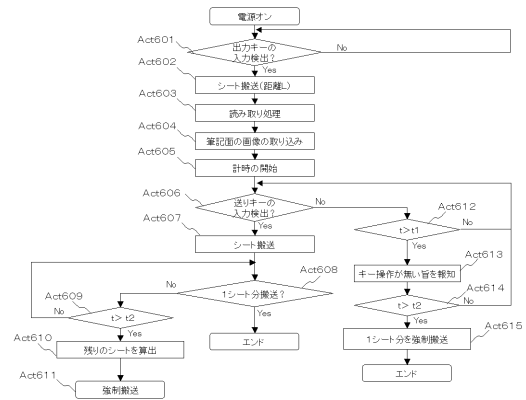 電源オン
Act601
出力キーの
入力検出?
No
Yes
Act602
シート搬送(距離L)
Act603
読み取り処理
Act604
筆記面の画像の取り込み
Act605
計時の開始
Act606
送りキーの
入力検出?
No
Yes
Act607
シート搬送
Act608
1シート分搬送?
No
Yes
エンド
Act609
t> t2
No
Yes
Act610
残りのシートを算出
Act611
強制搬送
Act612
t>t1
No
Yes
Act613
キー操作が無い旨を報知
Act614
t> t2
No
Yes
Act615
1シート分を強制搬送
エンド